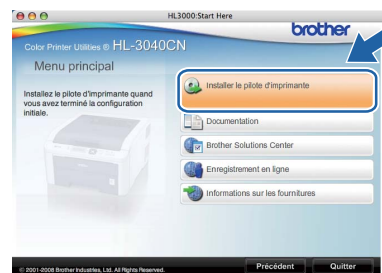 HL3000:Start Here
brother
Color Printer Utilities ® HL-3040CN
Menu principal
Installez le pilote d'imprimante quand
vous avez terminé la configuration
initiale.
Installer le pilote d'imprimante
Documentation
Brother Solutions Center
Enregistrement en ligne
Informations sur les fournitures
© 2001-2008 Brother Industries, Ltd. All Rights Reserved.
Précédent
Quitter